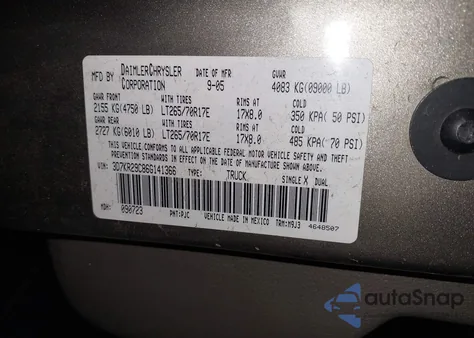 MFD BY DAIMLERCHRYSLER CORPORATION DATE OF MFR 9-05 GVWR 4083 KG(09000 LB)
GAWR FRONT WITH TIRES RIMS AT COLD
2155 KG(4750 LB) LT265/70R17E 17X8.0 350 KPA( 50 PSI)
GAWR REAR WITH TIRES RIMS AT COLD
2727 KG(6010 LB) LT265/70R17E 17X8.0 485 KPA( 70 PSI)
THIS VEHICLE CONFORMS TO ALL APPLICABLE FEDERAL MOTOR VEHICLE SAFETY AND THEFT
PREVENTION STANDARDS IN EFFECT ON THE DATE OF MANUFACTURE SHOWN ABOVE.
VIN: 3D7KR29C86G141366 TYPE: TRUCK SINGLE X DUAL
MDH: 090723 PNT:PJC VEHICLE MADE IN MEXICO TRM:M9J3 4648507
autoSnap